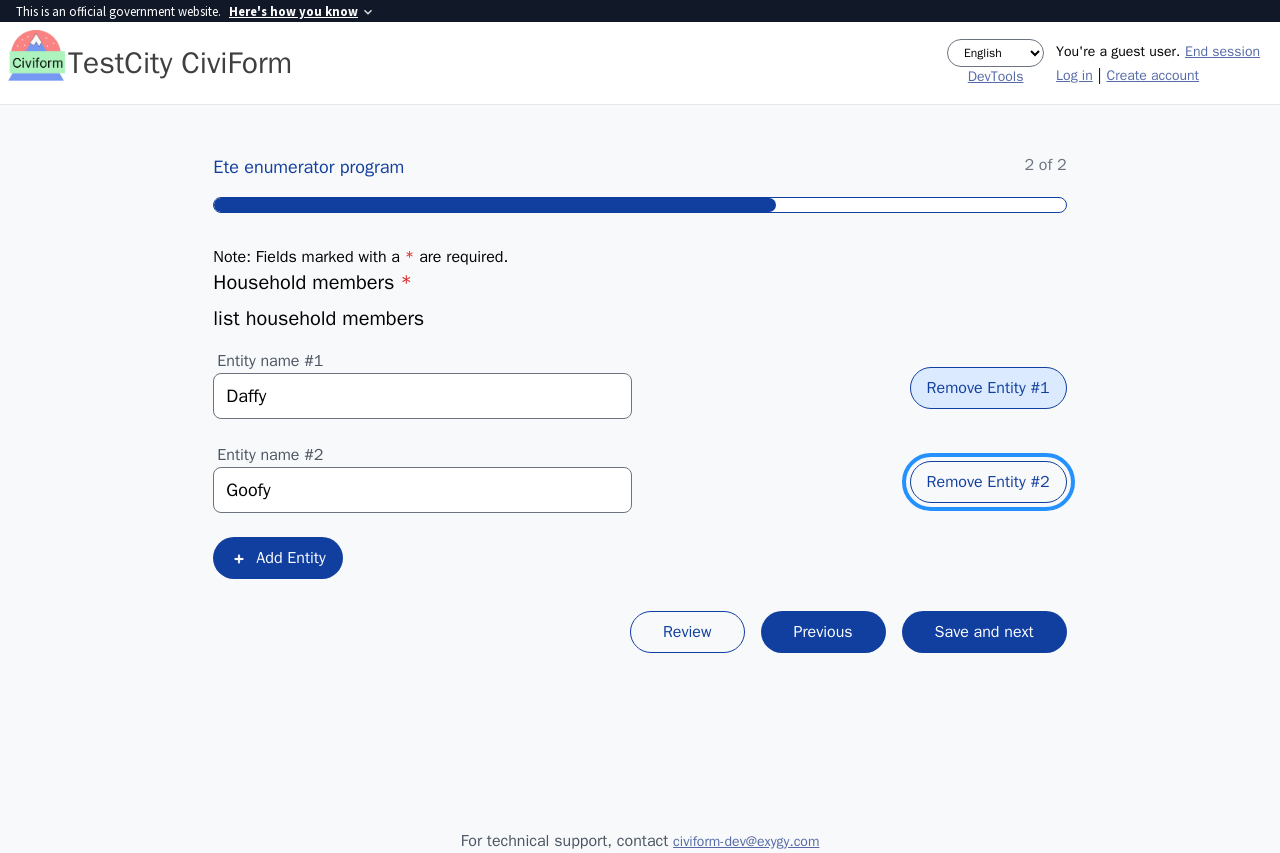 This is an official government website. Here's how you know
Civiform
TestCity CiviForm
English
DevTools
You're a guest user. End session
Log in | Create account
Ete enumerator program
2 of 2
Note: Fields marked with a * are required.
Household members *
list household members
Entity name #1
Daffy
Remove Entity #1
Entity name #2
Goofy
Remove Entity #2
+ Add Entity
Review
Previous
Save and next
For technical support, contact civiform-dev@exygy.com